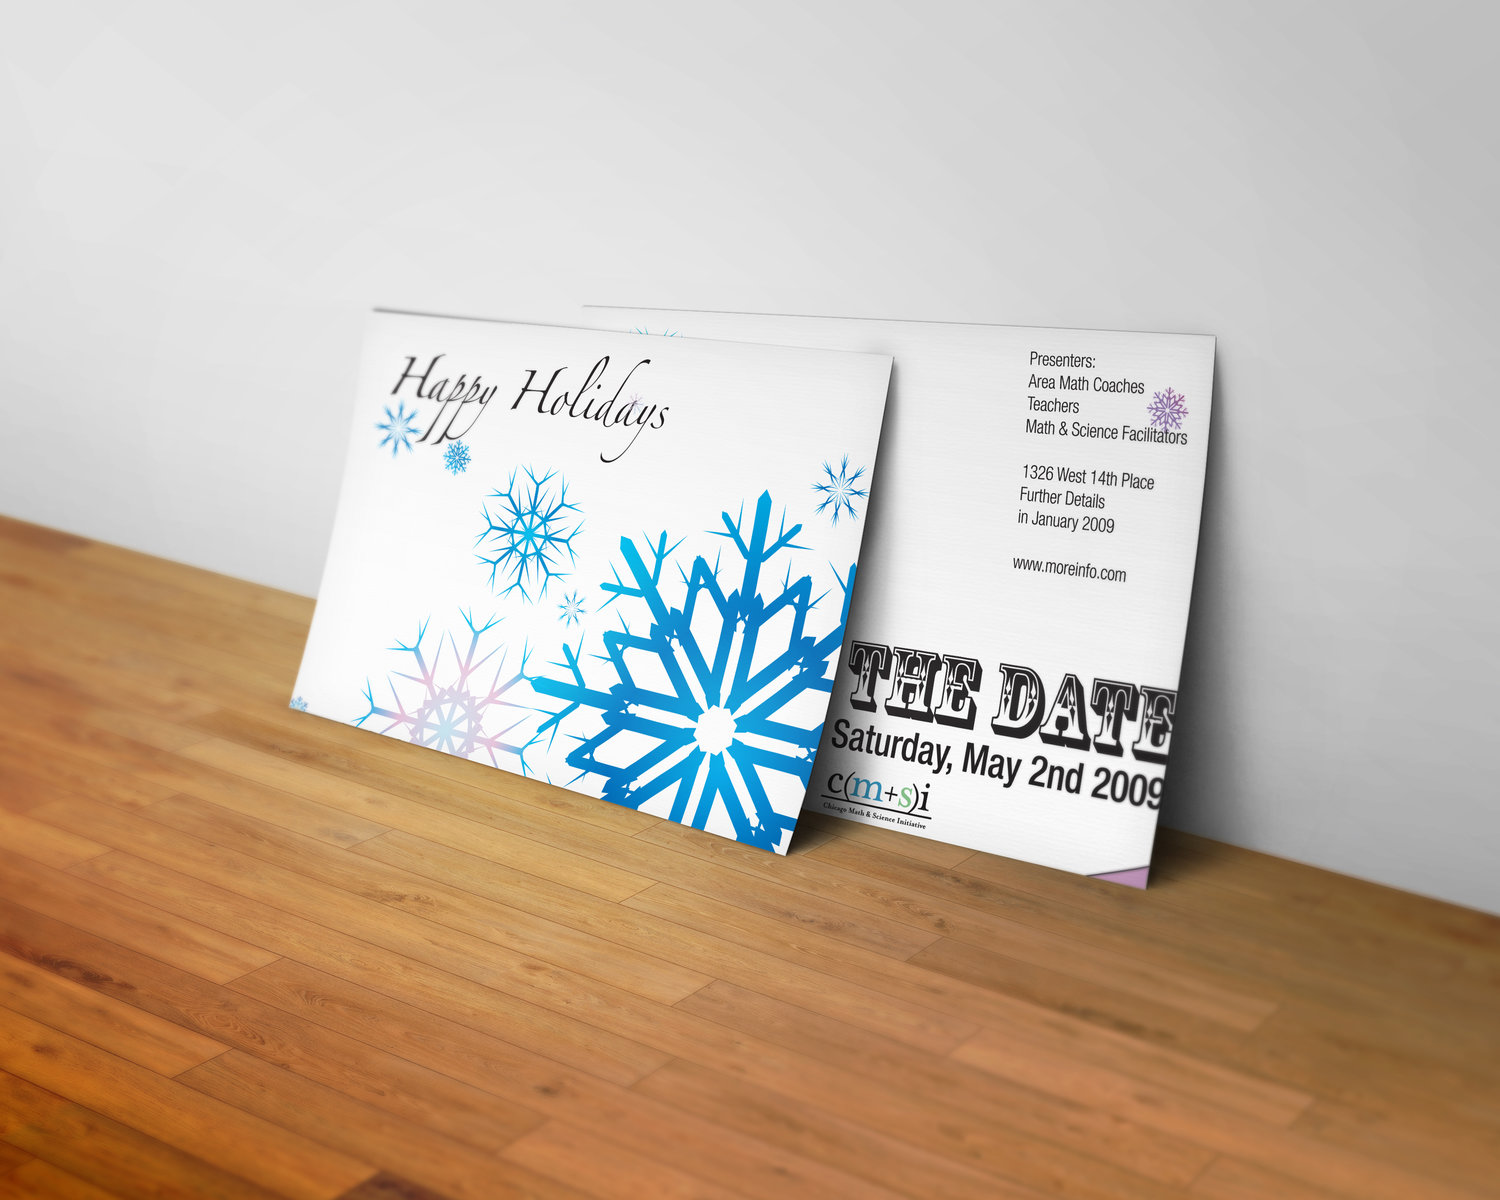 Happy Holidays
Presenters:
Area Math Coaches
Teachers
Math & Science Facilitators
1326 West 14th Place
Further Details
in January 2009
www.moreinfo.com
THE DATE
Saturday, May 2nd 2009
c(m+s)i
Chicago Math & Science Initiative